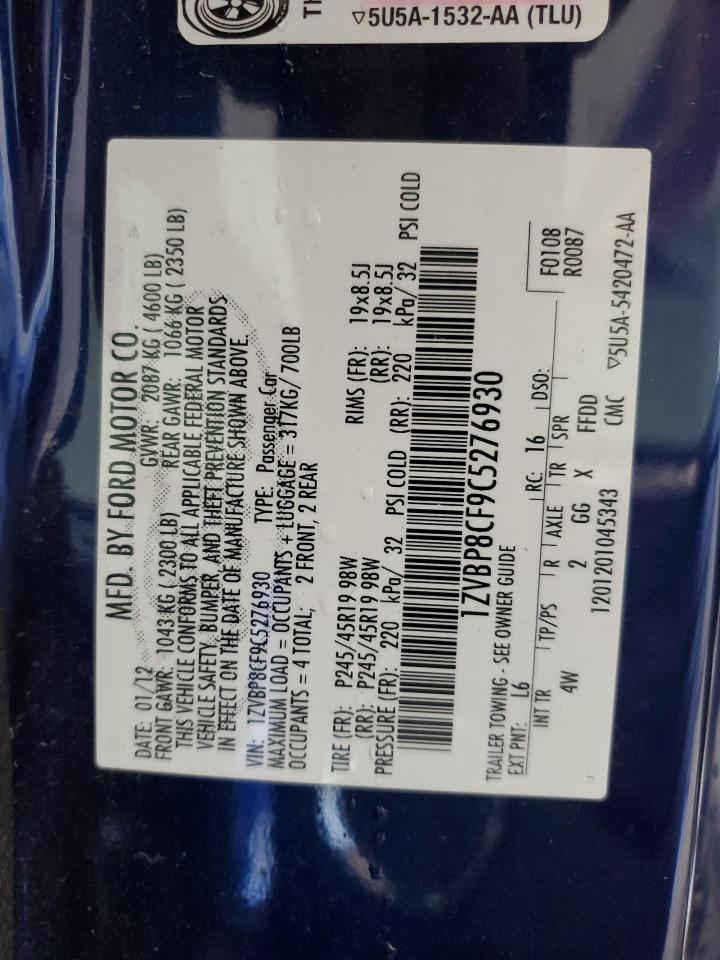 TH
▽5U5A-1532-AA (TLU)
MFD. BY FORD MOTOR CO.
DATE: 01/12 GVWR: 2087 KG ( 4600 LB)
FRONT GAWR: 1043 KG ( 2300 LB) REAR GAWR: 1066 KG ( 2350 LB)
THIS VEHICLE CONFORMS TO ALL APPLICABLE FEDERAL MOTOR
VEHICLE SAFETY, BUMPER, AND THEFT PREVENTION STANDARDS
IN EFFECT ON THE DATE OF MANUFACTURE SHOWN ABOVE.
VIN: 1ZVBP8CF9C5276930 TYPE: Passenger Car
MAXIMUM LOAD = OCCUPANTS + LUGGAGE = 317KG/ 700LB
OCCUPANTS = 4 TOTAL; 2 FRONT, 2 REAR
TIRE (FR): P245/45R19 98W RIMS (FR): 19x8.5J
(RR): P245/45R19 98W (RR): 19x8.5J
PRESSURE (FR): 220 kPa/ 32 PSI COLD (RR): 220 kPa/ 32 PSI COLD
1ZVBP8CF9C5276930
TRAILER TOWING - SEE OWNER GUIDE
EXT PNT: L6 RC: 16 DSO: F0108
INT TR TP/PS R AXLE TR SPR R0087
4W 2 GG X FFDD
1201201045343 CMC ▽5U5A-5420472-AA